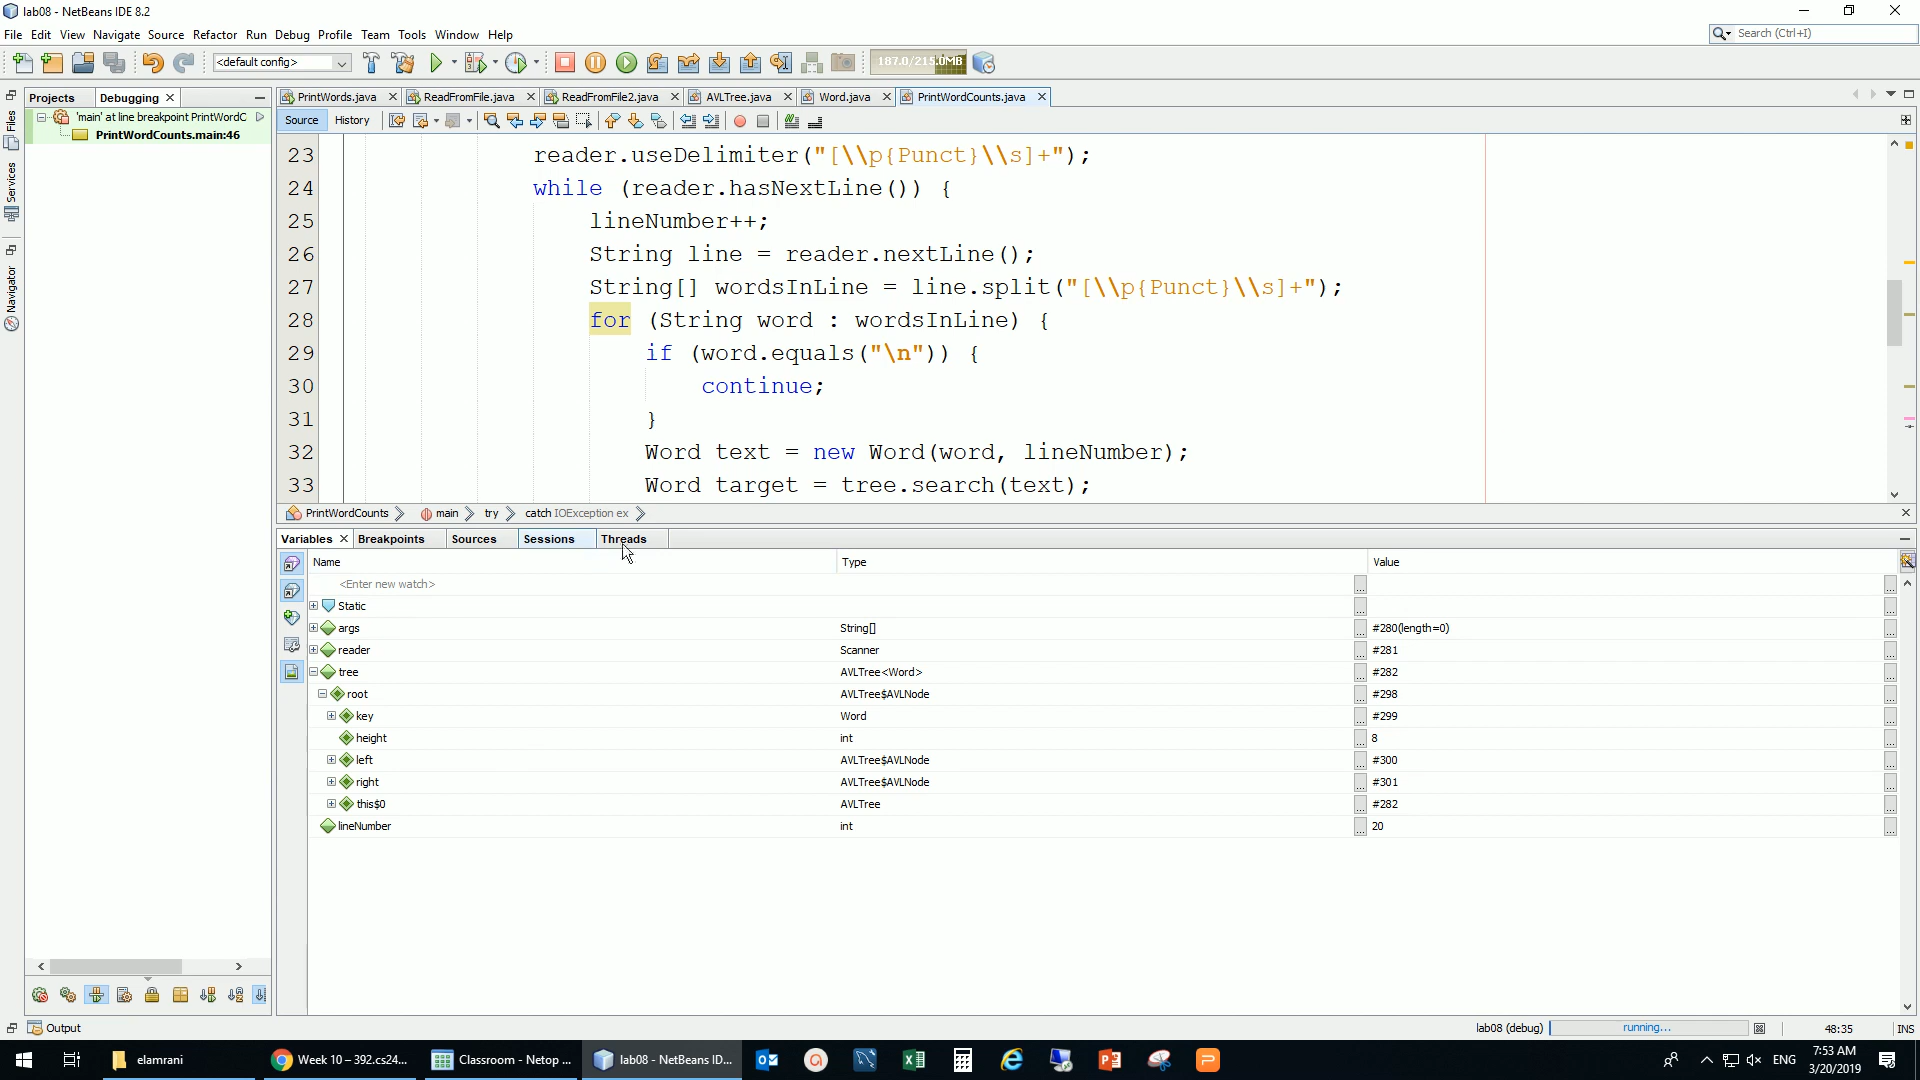 lab08 - NetBeans IDE 8.2
File Edit View Navigate Source Refactor Run Debug Profile Team Tools Window Help
Search (Ctrl+I)
<default config>
187.0/215.0MB
Projects Debugging
PrintWords.java ReadFromFile.java ReadFromFile2.java AVLTree.java Word.java PrintWordCounts.java
'main' at line breakpoint PrintWordC
PrintWordCounts.main:46
Files
Services
Navigator
Source History
23 reader.useDelimiter("[\\p{Punct}\\s]+");
24 while (reader.hasNextLine()) {
25 lineNumber++;
26 String line = reader.nextLine();
27 String[] wordsInLine = line.split("[\\p{Punct}\\s]+");
28 for (String word : wordsInLine) {
29 if (word.equals("\n")) {
30 continue;
31 }
32 Word text = new Word(word, lineNumber);
33 Word target = tree.search(text);
PrintWordCounts main try catch IOException ex
Variables Breakpoints Sources Sessions Threads
Name Type Value
<Enter new watch>
Static
args String[] #280(length=0)
reader Scanner #281
tree AVLTree<Word> #282
root AVLTree$AVLNode #298
key Word #299
height int 8
left AVLTree$AVLNode #300
right AVLTree$AVLNode #301
this$0 AVLTree #282
lineNumber int 20
Output
lab08 (debug) running... 48:35 INS
elamrani
Week 10 – 392.cs24...
Classroom - Netop ...
lab08 - NetBeans ID...
ENG
7:53 AM
3/20/2019